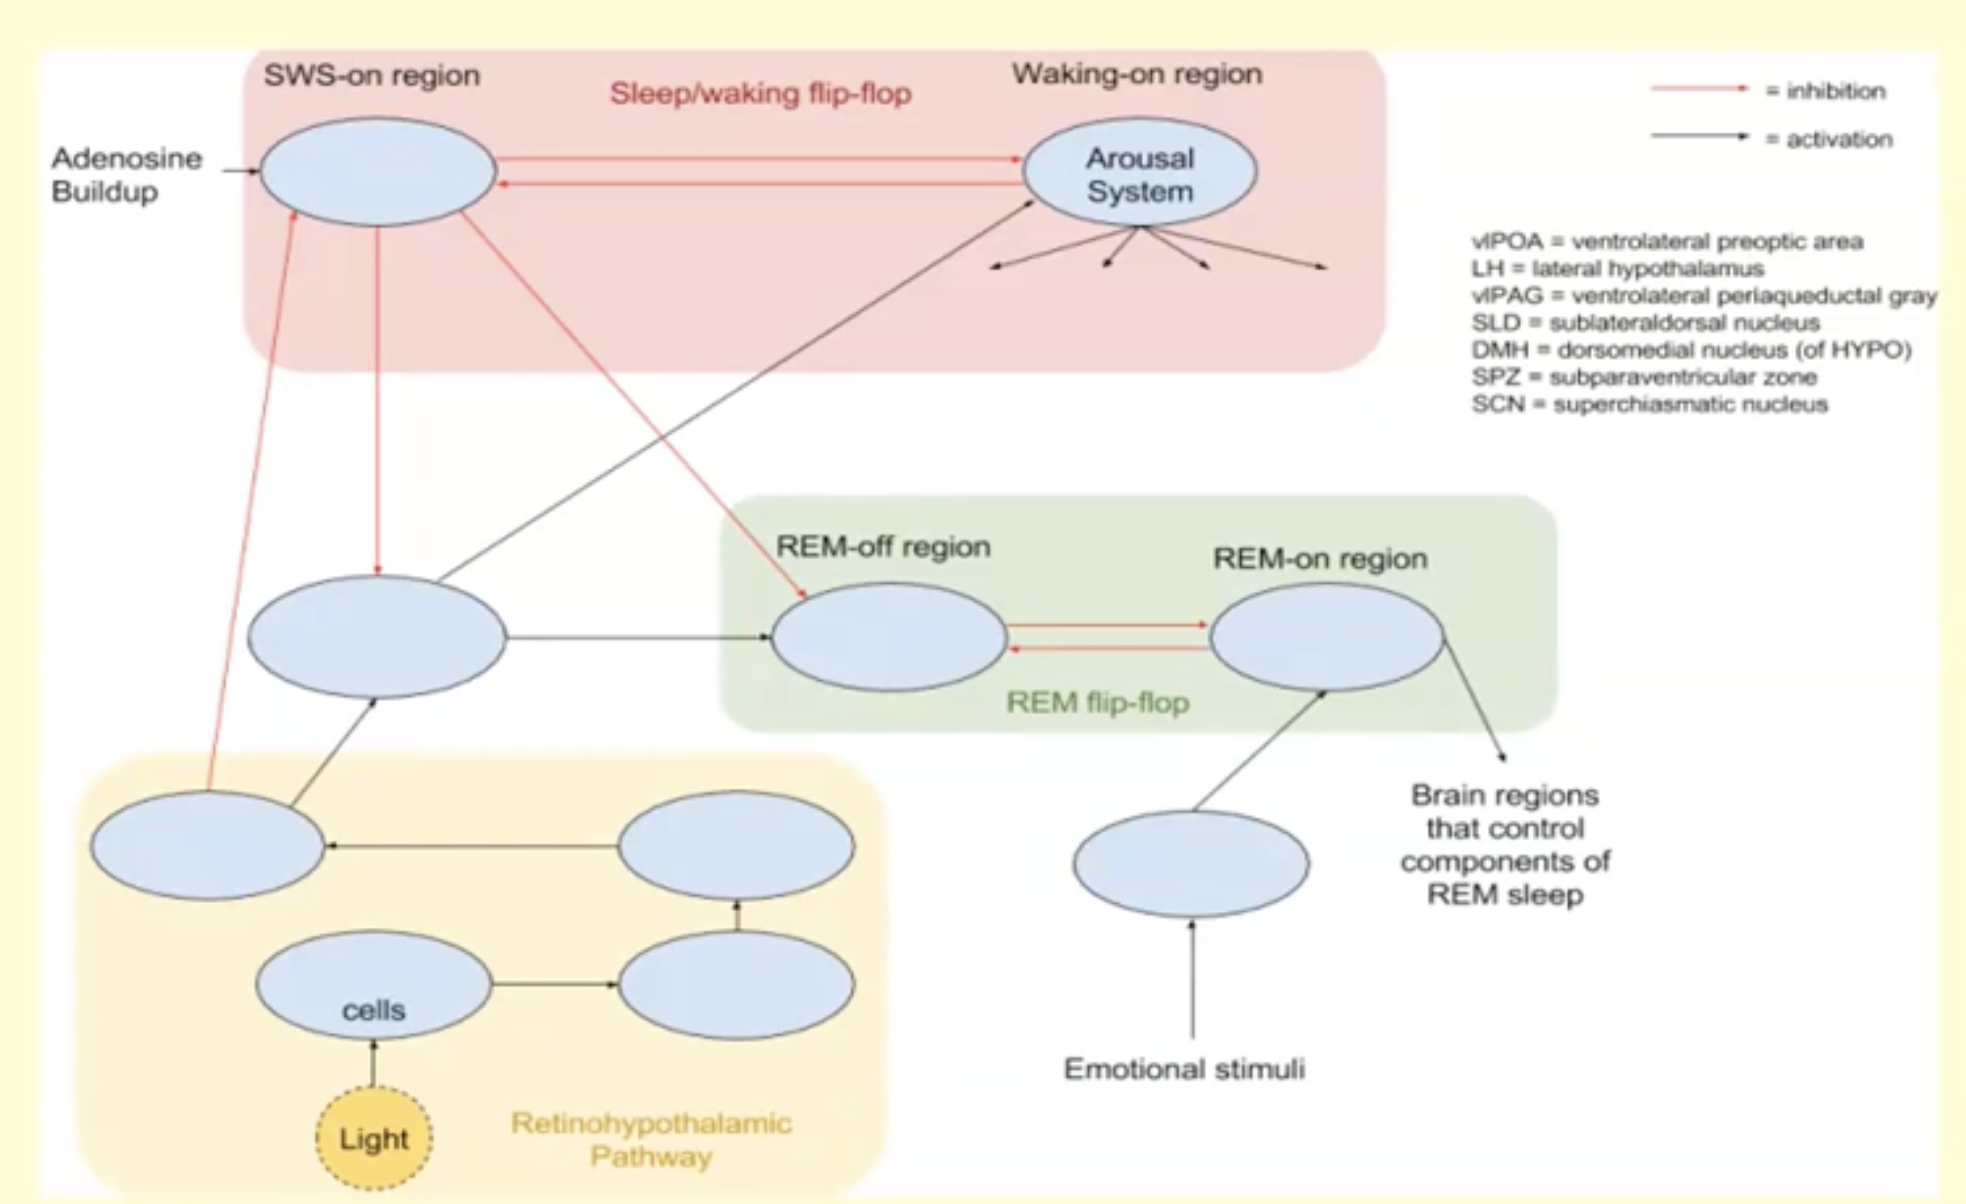 SWS-on region
Sleep/waking flip-flop
Waking-on region
= inhibition
= activation
Adenosine
Buildup
Arousal
System
vlPOA = ventrolateral preoptic area
LH = lateral hypothalamus
vlPAG = ventrolateral periaqueductal gray
SLD = sublateraldorsal nucleus
DMH = dorsomedial nucleus (of HYPO)
SPZ = subparaventricular zone
SCN = superchiasmatic nucleus
REM-off region
REM-on region
REM flip-flop
Brain regions
that control
components of
REM sleep
cells
Emotional stimuli
Light
Retinohypothalamic
Pathway